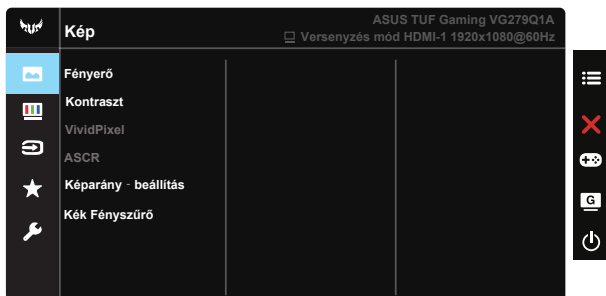 ASUS TUF Gaming VG279Q1A
Kép
Versenyzés mód HDMI-1 1920x1080@60Hz
Fényerő
Kontraszt
VividPixel
ASCR
Képarány - beállítás
Kék Fényszűrő
G